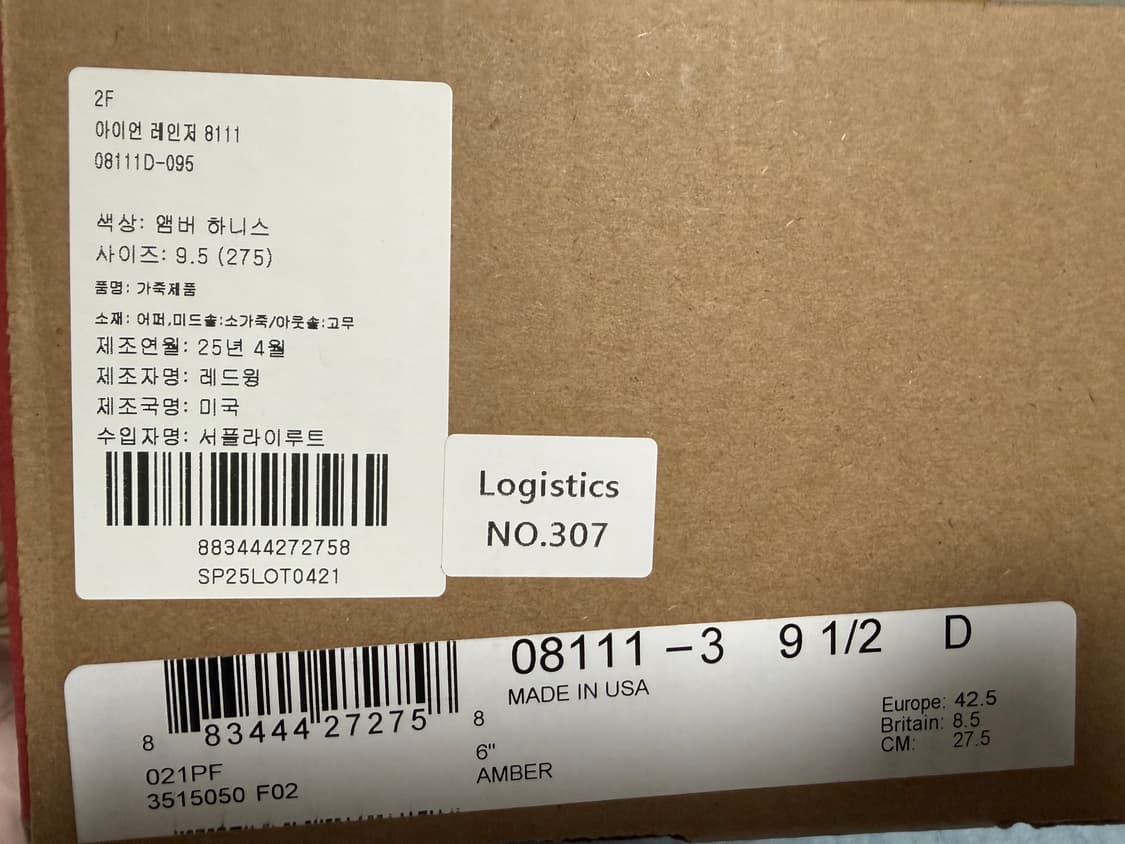 2F
아이언 레인저 8111
08111D-095
색상: 앰버 하니스
사이즈: 9.5 (275)
품명: 가죽제품
소재: 어퍼,미드솔:소가죽/아웃솔:고무
제조연월: 25년 4월
제조자명: 레드윙
제조국명: 미국
수입자명: 서플라이루트
883444272758
SP25LOT0421
Logistics
NO.307
08111 -3 9 1/2 D
MADE IN USA
8 83444 27275 8
021PF
3515050 F02
6"
AMBER
Europe: 42.5
Britain: 8.5
CM: 27.5